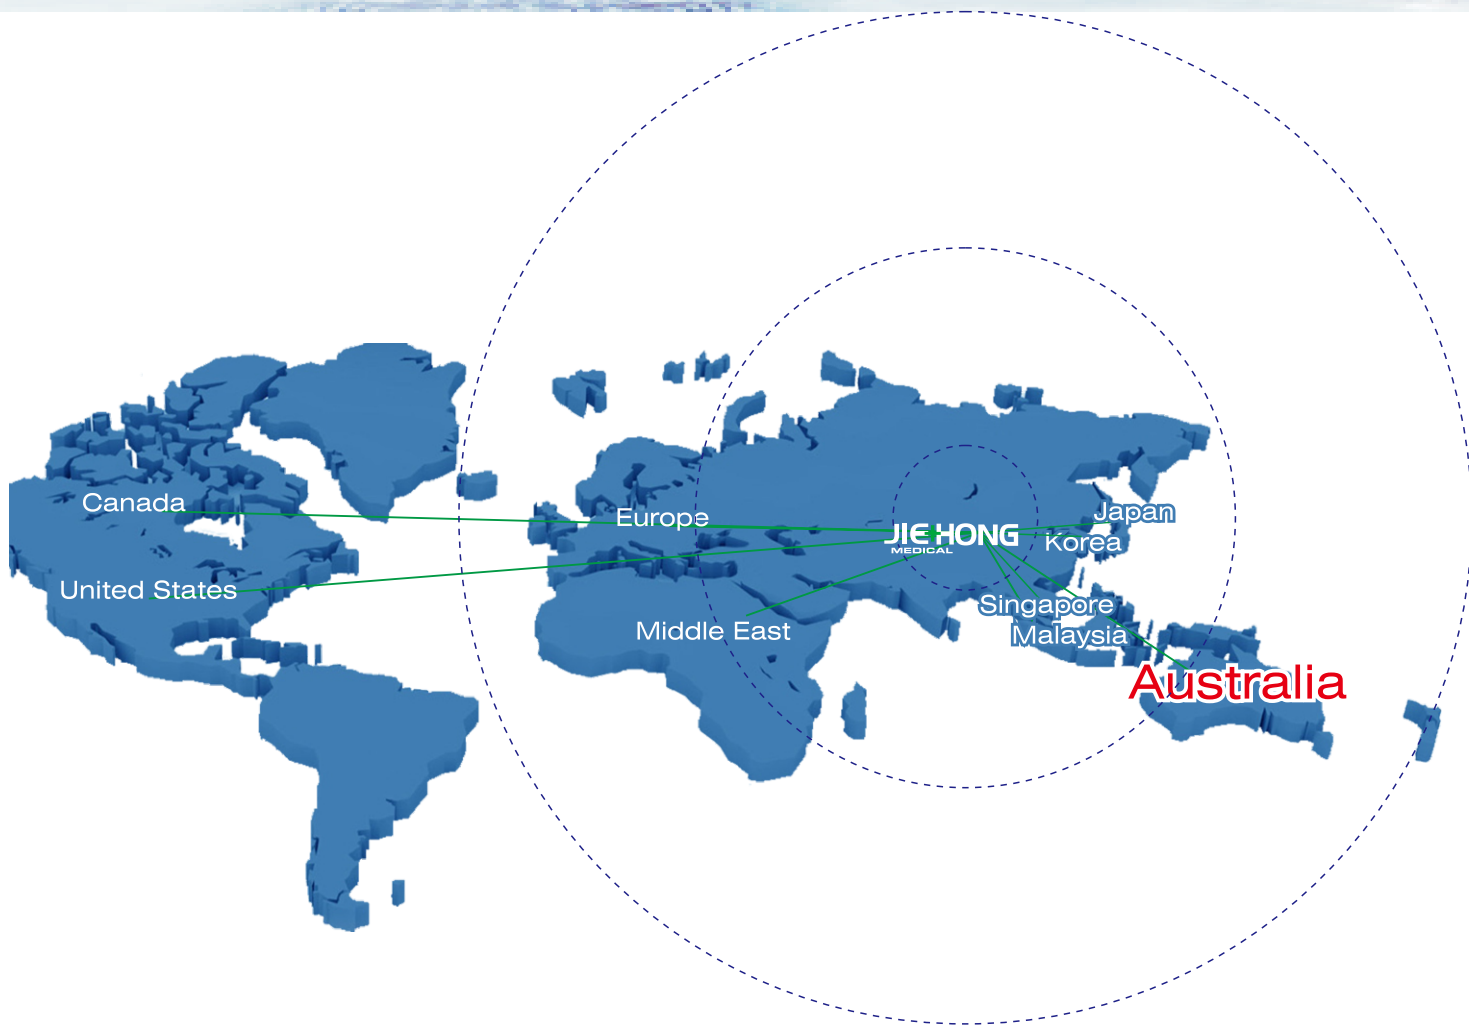 Canada
Europe
Japan
JIEHONG
MEDICAL
Korea
United States
Singapore
Middle East
Malaysia
Australia